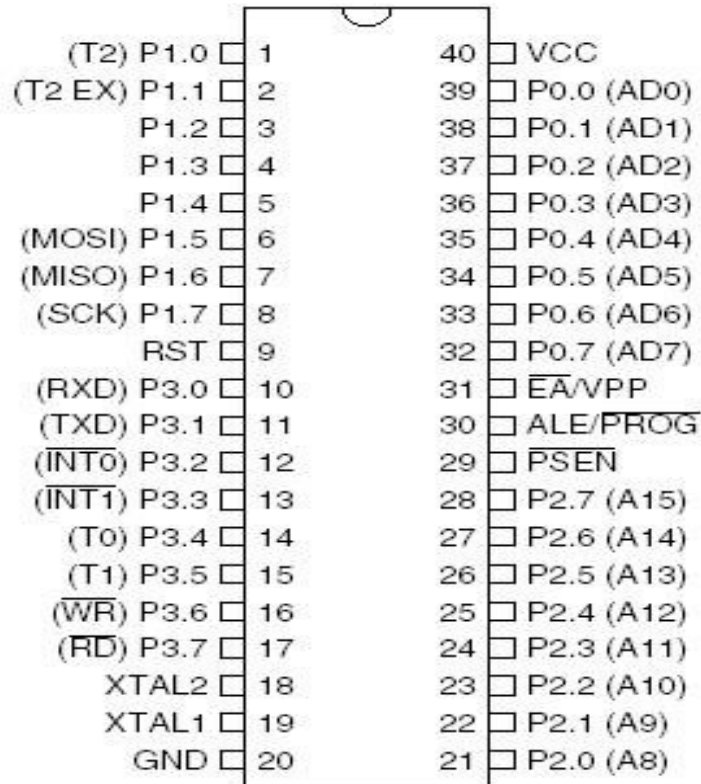 (T2) P1.0 1 40 VCC
(T2 EX) P1.1 2 39 P0.0 (AD0)
P1.2 3 38 P0.1 (AD1)
P1.3 4 37 P0.2 (AD2)
P1.4 5 36 P0.3 (AD3)
(MOSI) P1.5 6 35 P0.4 (AD4)
(MISO) P1.6 7 34 P0.5 (AD5)
(SCK) P1.7 8 33 P0.6 (AD6)
RST 9 32 P0.7 (AD7)
(RXD) P3.0 10 31 E̅A̅/VPP
(TXD) P3.1 11 30 ALE/P̅R̅O̅G̅
(I̅N̅T̅0̅) P3.2 12 29 P̅S̅E̅N̅
(I̅N̅T̅1̅) P3.3 13 28 P2.7 (A15)
(T0) P3.4 14 27 P2.6 (A14)
(T1) P3.5 15 26 P2.5 (A13)
(W̅R̅) P3.6 16 25 P2.4 (A12)
(R̅D̅) P3.7 17 24 P2.3 (A11)
XTAL2 18 23 P2.2 (A10)
XTAL1 19 22 P2.1 (A9)
GND 20 21 P2.0 (A8)